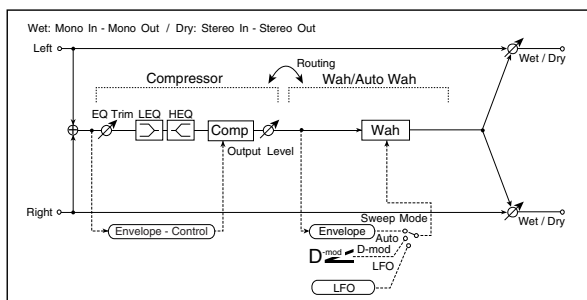 Wet: Mono In - Mono Out / Dry: Stereo In - Stereo Out
Left
Wet / Dry
Routing
Compressor
Wah/Auto Wah
EQ Trim
LEQ
HEQ
Comp
Output Level
Wah
Right
Wet / Dry
Sweep Mode
Envelope - Control
Envelope
Auto
D-mod
D-mod
LFO
LFO